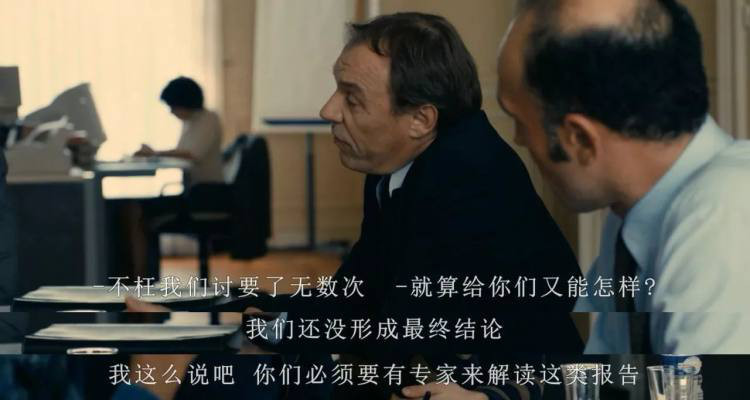 -不枉我们讨要了无数次 -就算给你们又能怎样?
我们还没形成最终结论
我这么说吧 你们必须要有专家来解读这类报告